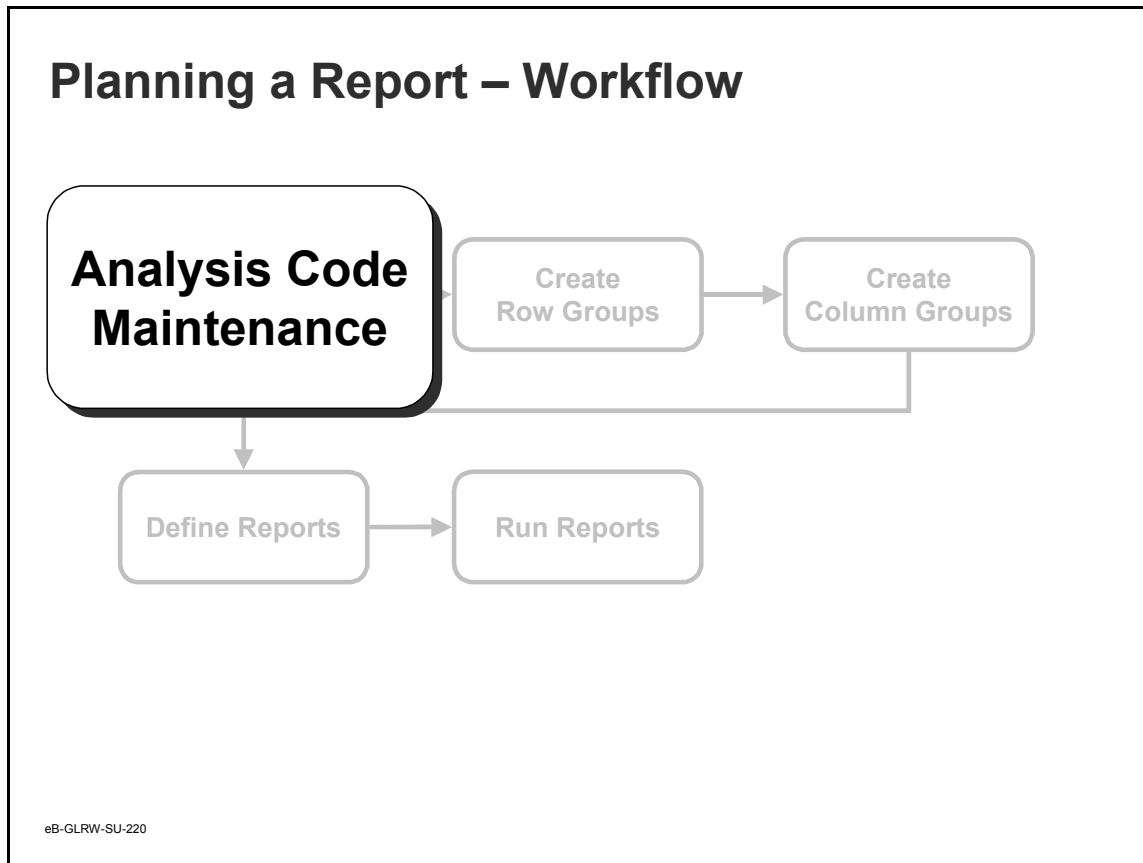 Planning a Report – Workflow
Analysis Code
Maintenance
Create
Row Groups
Create
Column Groups
Define Reports
Run Reports
eB-GLRW-SU-220